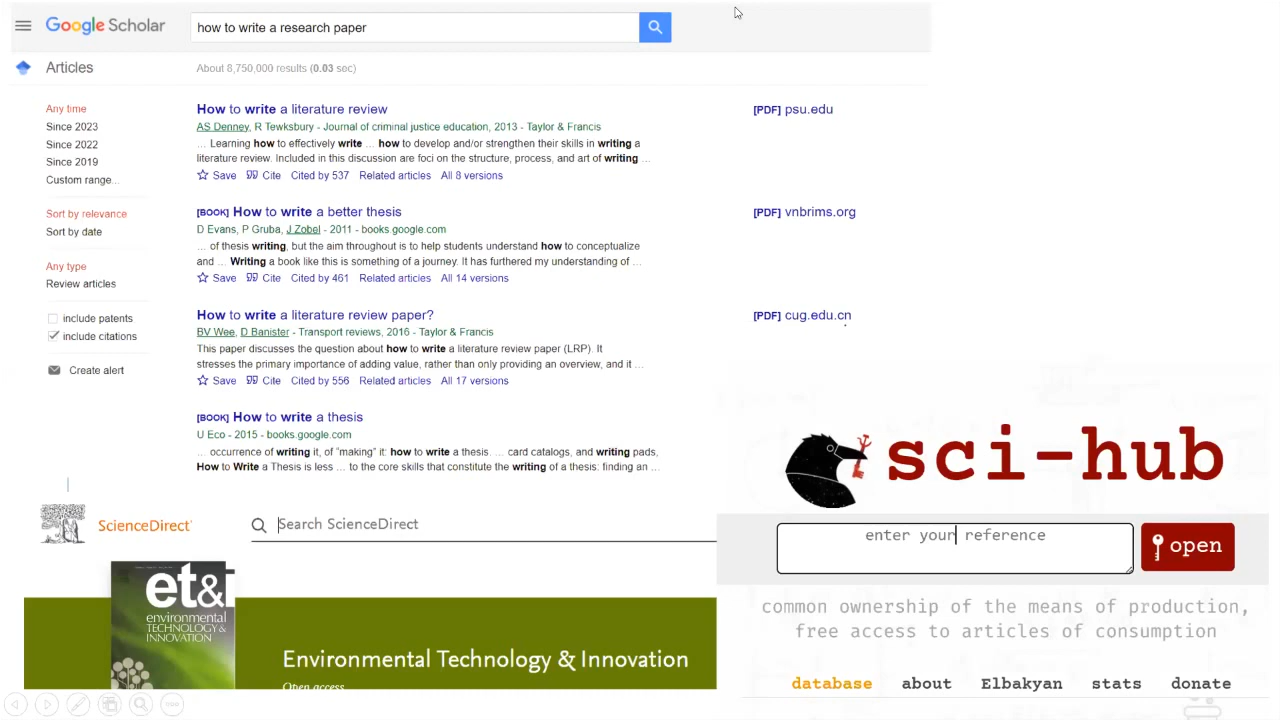 Google Scholar
how to write a research paper
Articles
About 8,750,000 results (0.03 sec)
Any time
Since 2023
Since 2022
Since 2019
Custom range...
Sort by relevance
Sort by date
Any type
Review articles
include patents
include citations
Create alert
How to write a literature review
AS Denney, R Tewksbury - Journal of criminal justice education, 2013 - Taylor & Francis
... Learning how to effectively write ... how to develop and/or strengthen their skills in writing a
literature review. Included in this discussion are foci on the structure, process, and art of writing ...
Save Cite Cited by 537 Related articles All 8 versions
[PDF] psu.edu
[BOOK] How to write a better thesis
D Evans, P Gruba, J Zobel - 2011 - books.google.com
... of thesis writing, but the aim throughout is to help students understand how to conceptualize
and ... Writing a book like this is something of a journey. It has furthered my understanding of ...
Save Cite Cited by 461 Related articles All 14 versions
[PDF] vnbrims.org
How to write a literature review paper?
BV Wee, D Banister - Transport reviews, 2016 - Taylor & Francis
This paper discusses the question about how to write a literature review paper (LRP). It
stresses the primary importance of adding value, rather than only providing an overview, and it ...
Save Cite Cited by 556 Related articles All 17 versions
[PDF] cug.edu.cn
[BOOK] How to write a thesis
U Eco - 2015 - books.google.com
... occurrence of writing it, of "making" it: how to write a thesis. ... card catalogs, and writing pads,
How to Write a Thesis is less ... to the core skills that constitute the writing of a thesis: finding an ...
ScienceDirect
Search ScienceDirect
et&i
environmental
TECHNOLOGY &
INNOVATION
Environmental Technology & Innovation
Open access
sci-hub
enter your reference
open
common ownership of the means of production,
free access to articles of consumption
database about Elbakyan stats donate